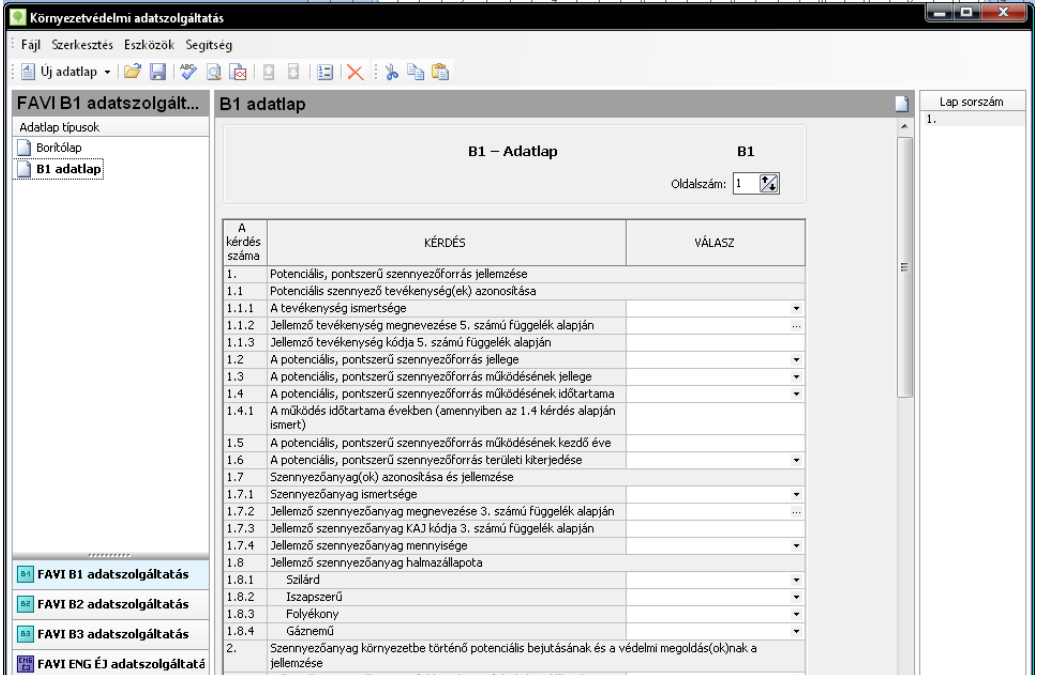 Környezetvédelmi adatszolgáltatás
Fájl Szerkesztés Eszközök Segítség
Új adatlap
FAVI B1 adatszolgált...
Adatlap típusok
Borítólap
B1 adatlap
B1 adatlap
B1 – Adatlap B1
Oldalszám: 1
A kérdés száma KÉRDÉS VÁLASZ
1. Potenciális, pontszerű szennyezőforrás jellemzése
1.1 Potenciális szennyező tevékenység(ek) azonosítása
1.1.1 A tevékenység ismertsége
1.1.2 Jellemző tevékenység megnevezése 5. számú függelék alapján ...
1.1.3 Jellemző tevékenység kódja 5. számú függelék alapján
1.2 A potenciális, pontszerű szennyezőforrás jellege
1.3 A potenciális, pontszerű szennyezőforrás működésének jellege
1.4 A potenciális, pontszerű szennyezőforrás működésének időtartama
1.4.1 A működés időtartama években (amennyiben az 1.4 kérdés alapján
ismert)
1.5 A potenciális, pontszerű szennyezőforrás működésének kezdő éve
1.6 A potenciális, pontszerű szennyezőforrás területi kiterjedése
1.7 Szennyezőanyag(ok) azonosítása és jellemzése
1.7.1 Szennyezőanyag ismertsége
1.7.2 Jellemző szennyezőanyag megnevezése 3. számú függelék alapján ...
1.7.3 Jellemző szennyezőanyag KAJ kódja 3. számú függelék alapján
1.7.4 Jellemző szennyezőanyag mennyisége
1.8 Jellemző szennyezőanyag halmazállapota
1.8.1 Szilárd
1.8.2 Iszapszerű
1.8.3 Folyékony
1.8.4 Gáznemű
2. Szennyezőanyag környezetbe történő potenciális bejutásának és a védelmi megoldás(ok)nak a
jellemzése
Lap sorszám
1.
B1 FAVI B1 adatszolgáltatás
B2 FAVI B2 adatszolgáltatás
B3 FAVI B3 adatszolgáltatás
ENG ÉJ FAVI ENG ÉJ adatszolgáltatá